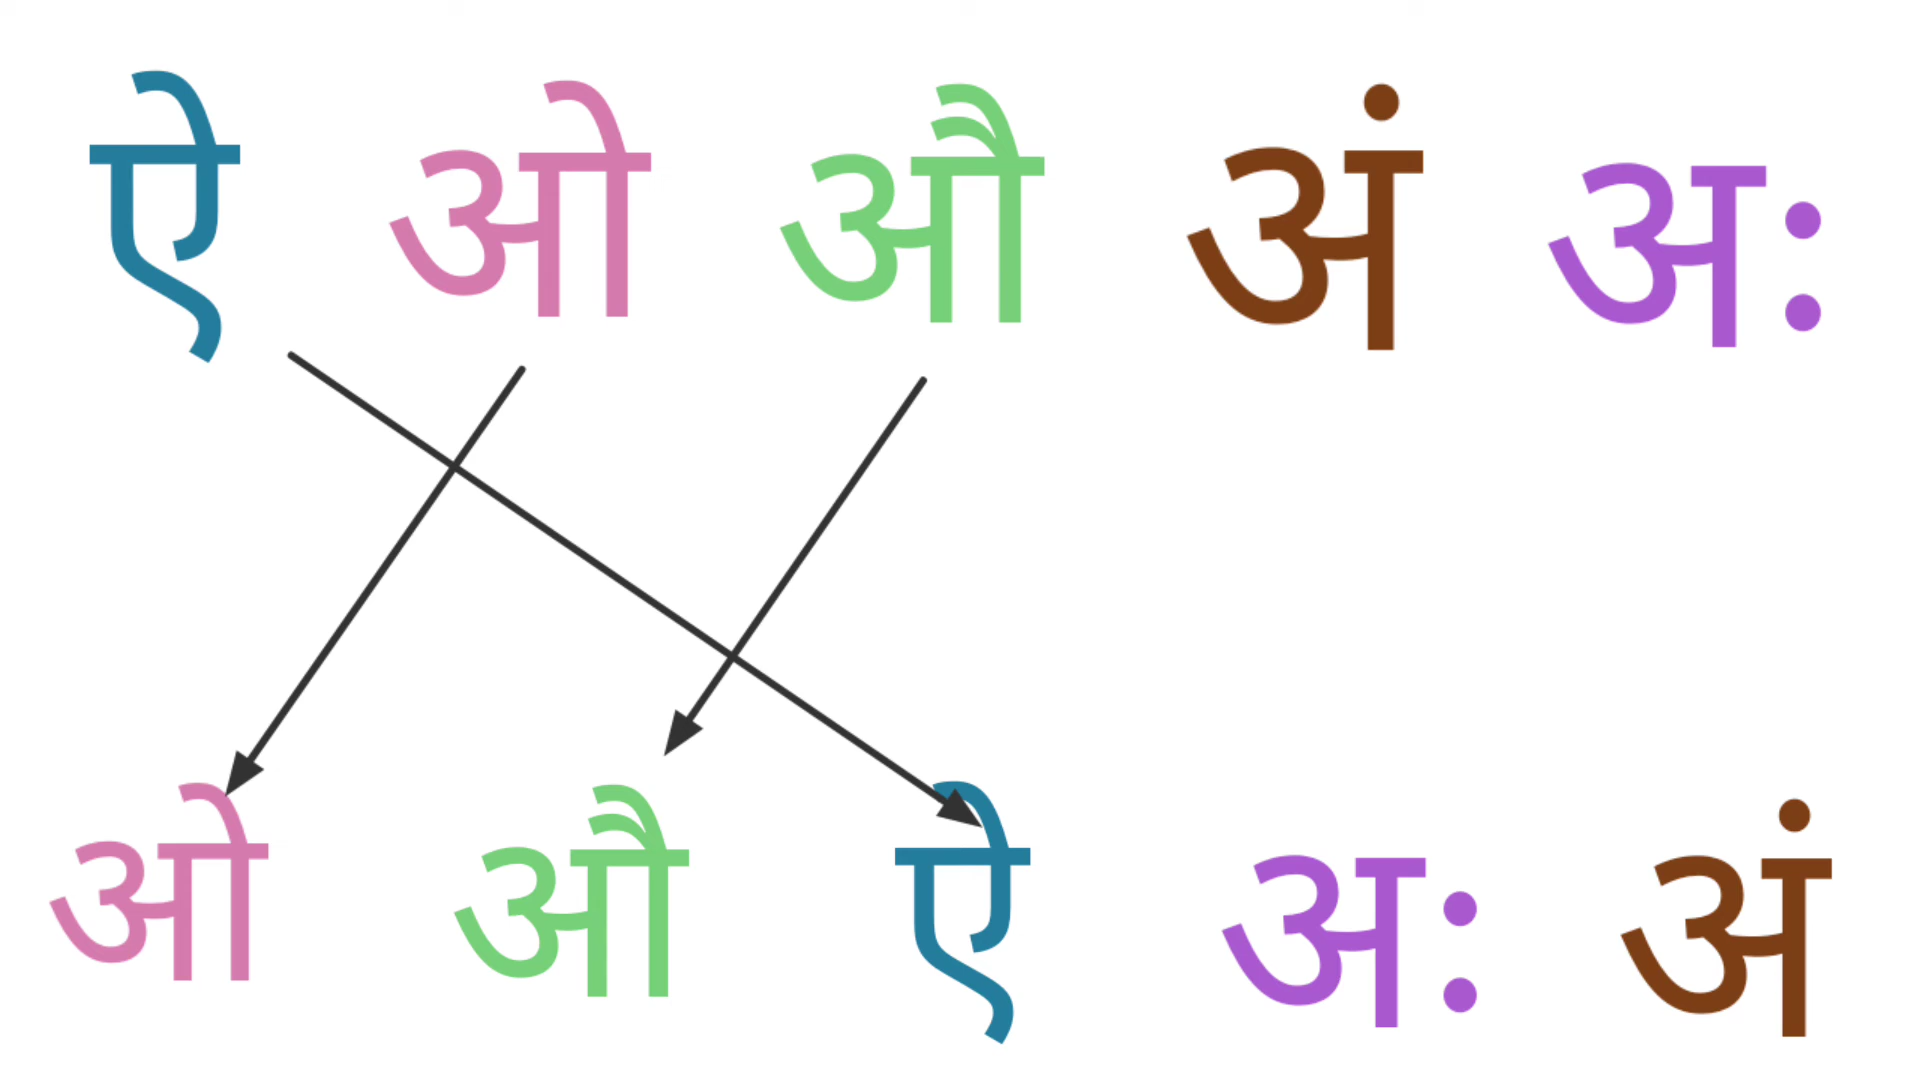 ऐ ओ औ अं अः
ओ औ ऐ अः अं